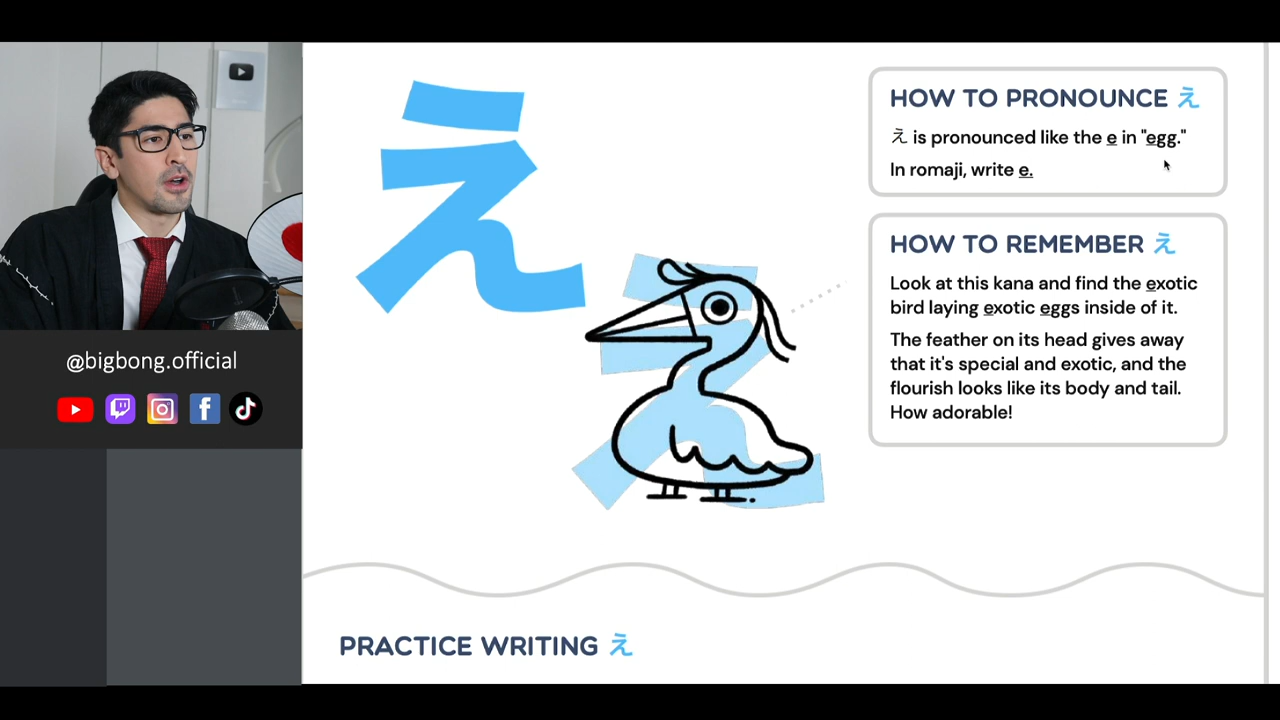 @bigbong.official
え
HOW TO PRONOUNCE え
え is pronounced like the e in "egg."
In romaji, write e.
HOW TO REMEMBER え
Look at this kana and find the exotic
bird laying exotic eggs inside of it.
The feather on its head gives away
that it's special and exotic, and the
flourish looks like its body and tail.
How adorable!
PRACTICE WRITING え